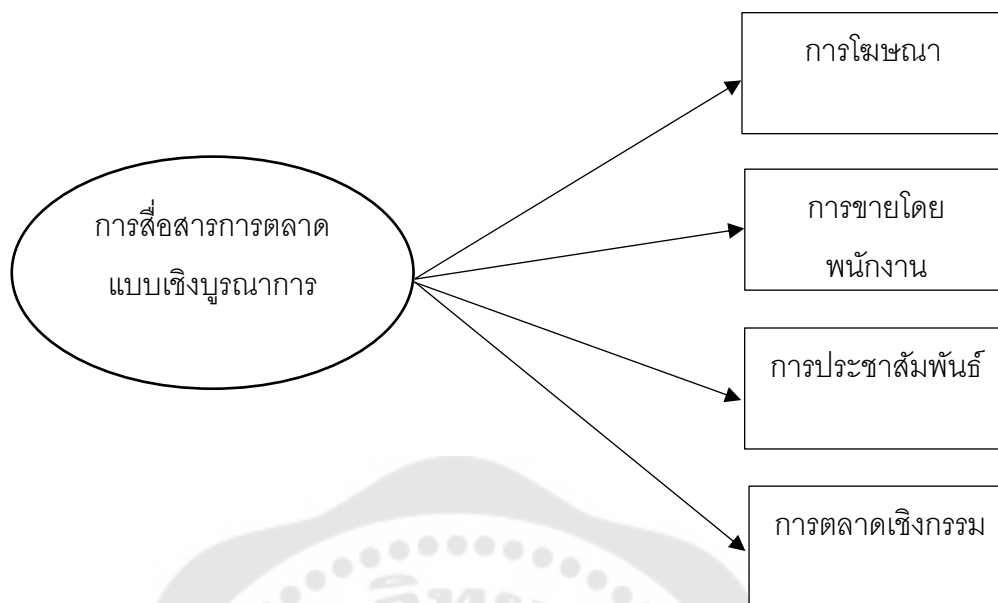 การโฆษณา
การสื่อสารการตลาด
แบบเชิงบูรณาการ
การขายโดย
พนักงาน
การประชาสัมพันธ์
การตลาดเชิงกรรม